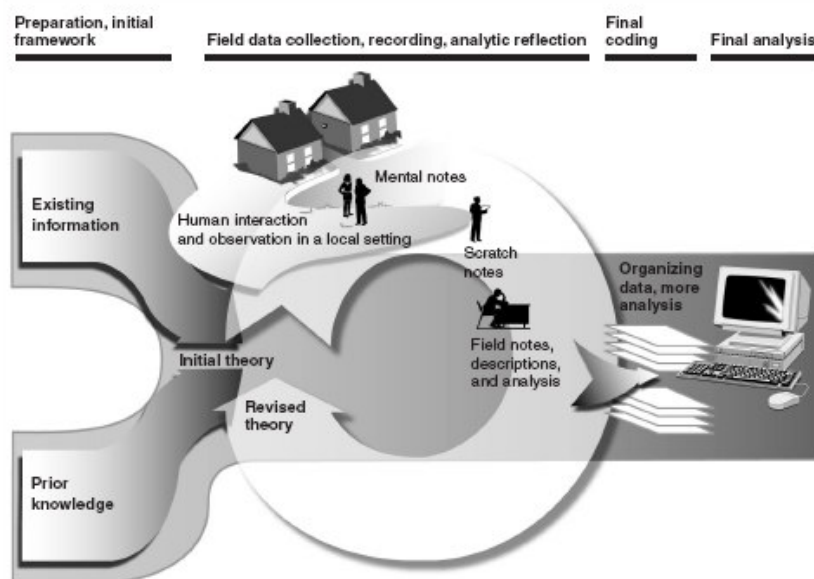 Preparation, initial
framework
Field data collection, recording, analytic reflection
Final
coding
Final analysis
Existing
information
Mental notes
Human interaction
and observation in a local setting
Scratch
notes
Organizing
data, more
analysis
Initial theory
Field notes,
descriptions,
and analysis
Revised
theory
Prior
knowledge